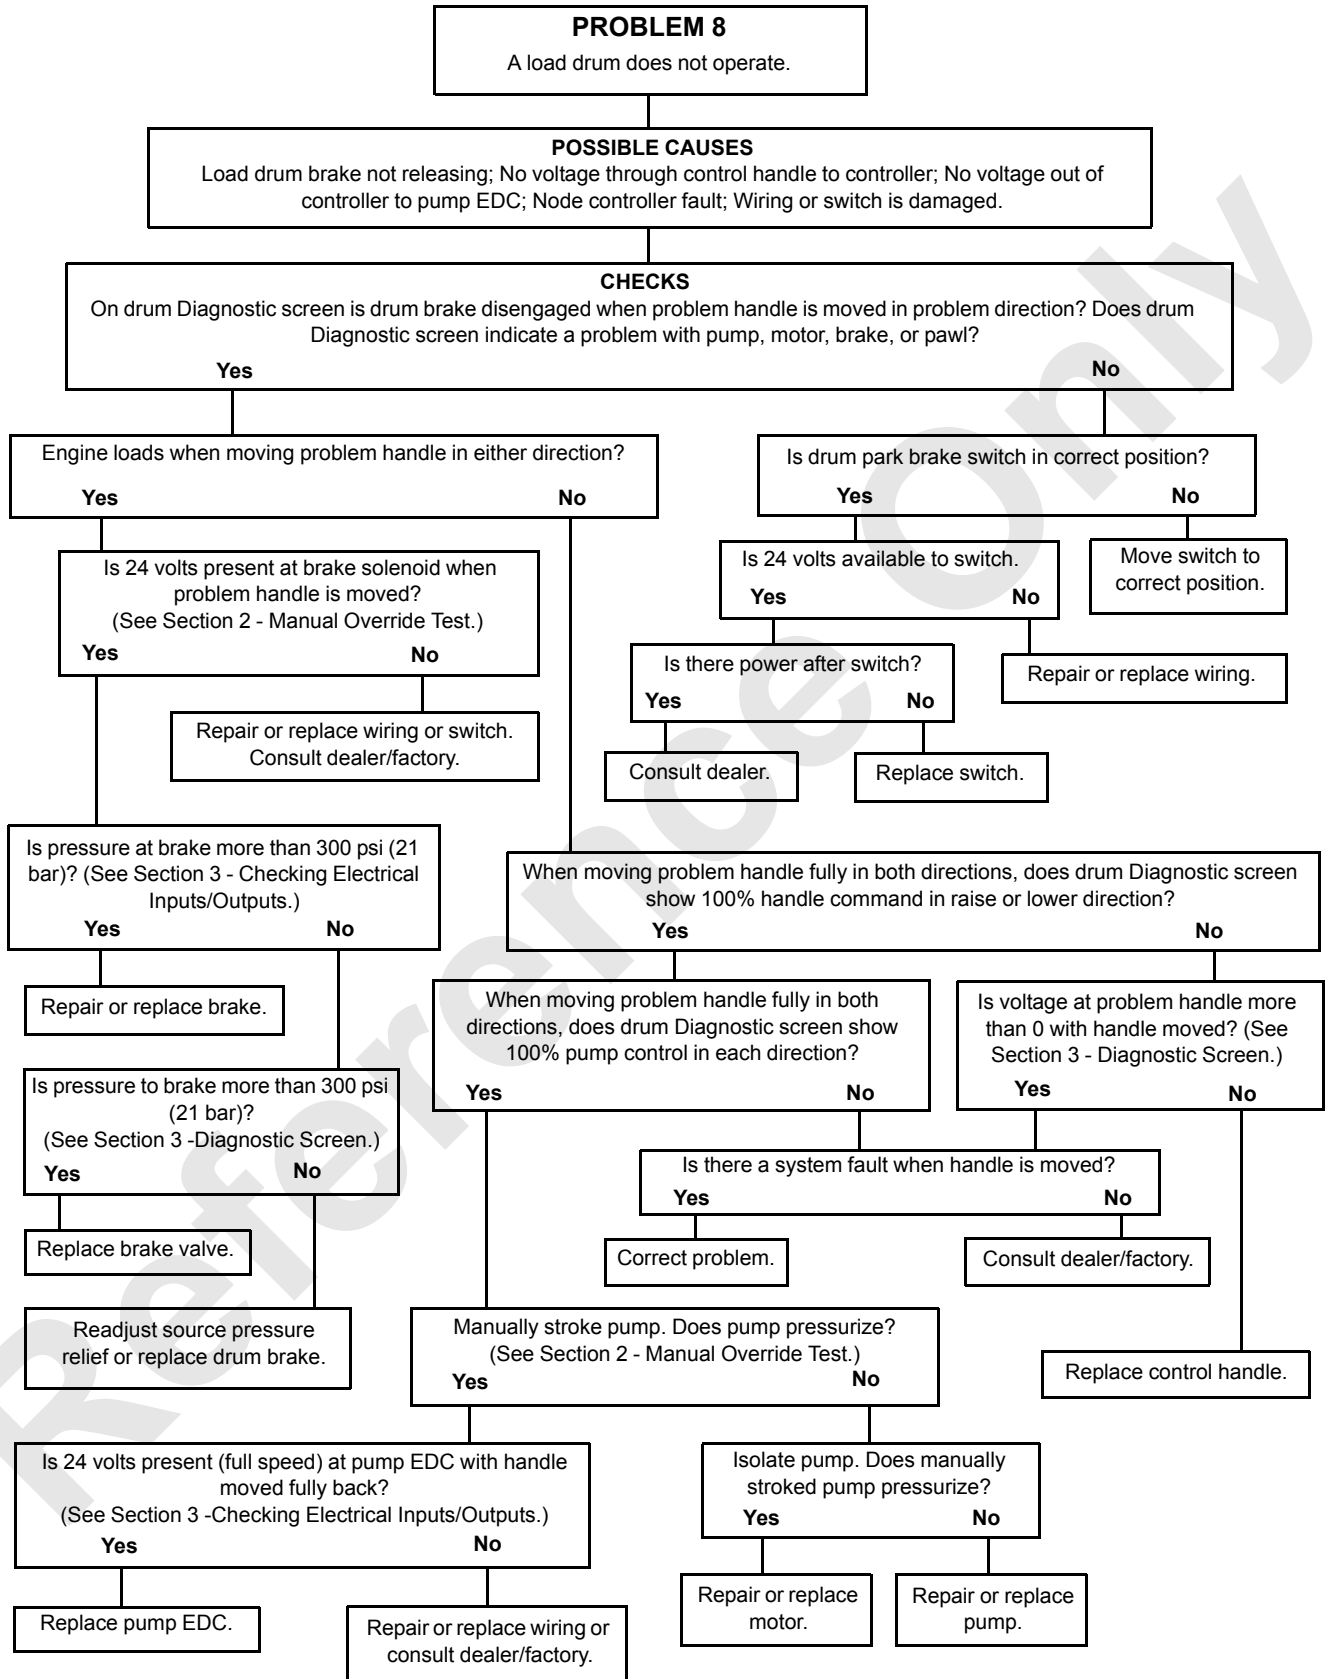 PROBLEM 8
A load drum does not operate.
POSSIBLE CAUSES
Load drum brake not releasing; No voltage through control handle to controller; No voltage out of
controller to pump EDC; Node controller fault; Wiring or switch is damaged.
CHECKS
On drum Diagnostic screen is drum brake disengaged when problem handle is moved in problem direction? Does drum
Diagnostic screen indicate a problem with pump, motor, brake, or pawl?
Yes
No
Engine loads when moving problem handle in either direction?
Yes
No
Is drum park brake switch in correct position?
Yes
No
Is 24 volts present at brake solenoid when
problem handle is moved?
(See Section 2 - Manual Override Test.)
Yes
No
Is 24 volts available to switch.
Yes
No
Move switch to
correct position.
Is there power after switch?
Yes
No
Repair or replace wiring.
Repair or replace wiring or switch.
Consult dealer/factory.
Consult dealer.
Replace switch.
Is pressure at brake more than 300 psi (21
bar)? (See Section 3 - Checking Electrical
Inputs/Outputs.)
Yes
No
When moving problem handle fully in both directions, does drum Diagnostic screen
show 100% handle command in raise or lower direction?
Yes
No
Repair or replace brake.
When moving problem handle fully in both
directions, does drum Diagnostic screen show
100% pump control in each direction?
Yes
No
Is voltage at problem handle more
than 0 with handle moved? (See
Section 3 - Diagnostic Screen.)
Yes
No
Is pressure to brake more than 300 psi
(21 bar)?
(See Section 3 -Diagnostic Screen.)
Yes
No
Is there a system fault when handle is moved?
Yes
No
Replace brake valve.
Correct problem.
Consult dealer/factory.
Readjust source pressure
relief or replace drum brake.
Manually stroke pump. Does pump pressurize?
(See Section 2 - Manual Override Test.)
Yes
No
Replace control handle.
Is 24 volts present (full speed) at pump EDC with handle
moved fully back?
(See Section 3 -Checking Electrical Inputs/Outputs.)
Yes
No
Isolate pump. Does manually
stroked pump pressurize?
Yes
No
Replace pump EDC.
Repair or replace wiring or
consult dealer/factory.
Repair or replace
motor.
Repair or replace
pump.
Reference Only